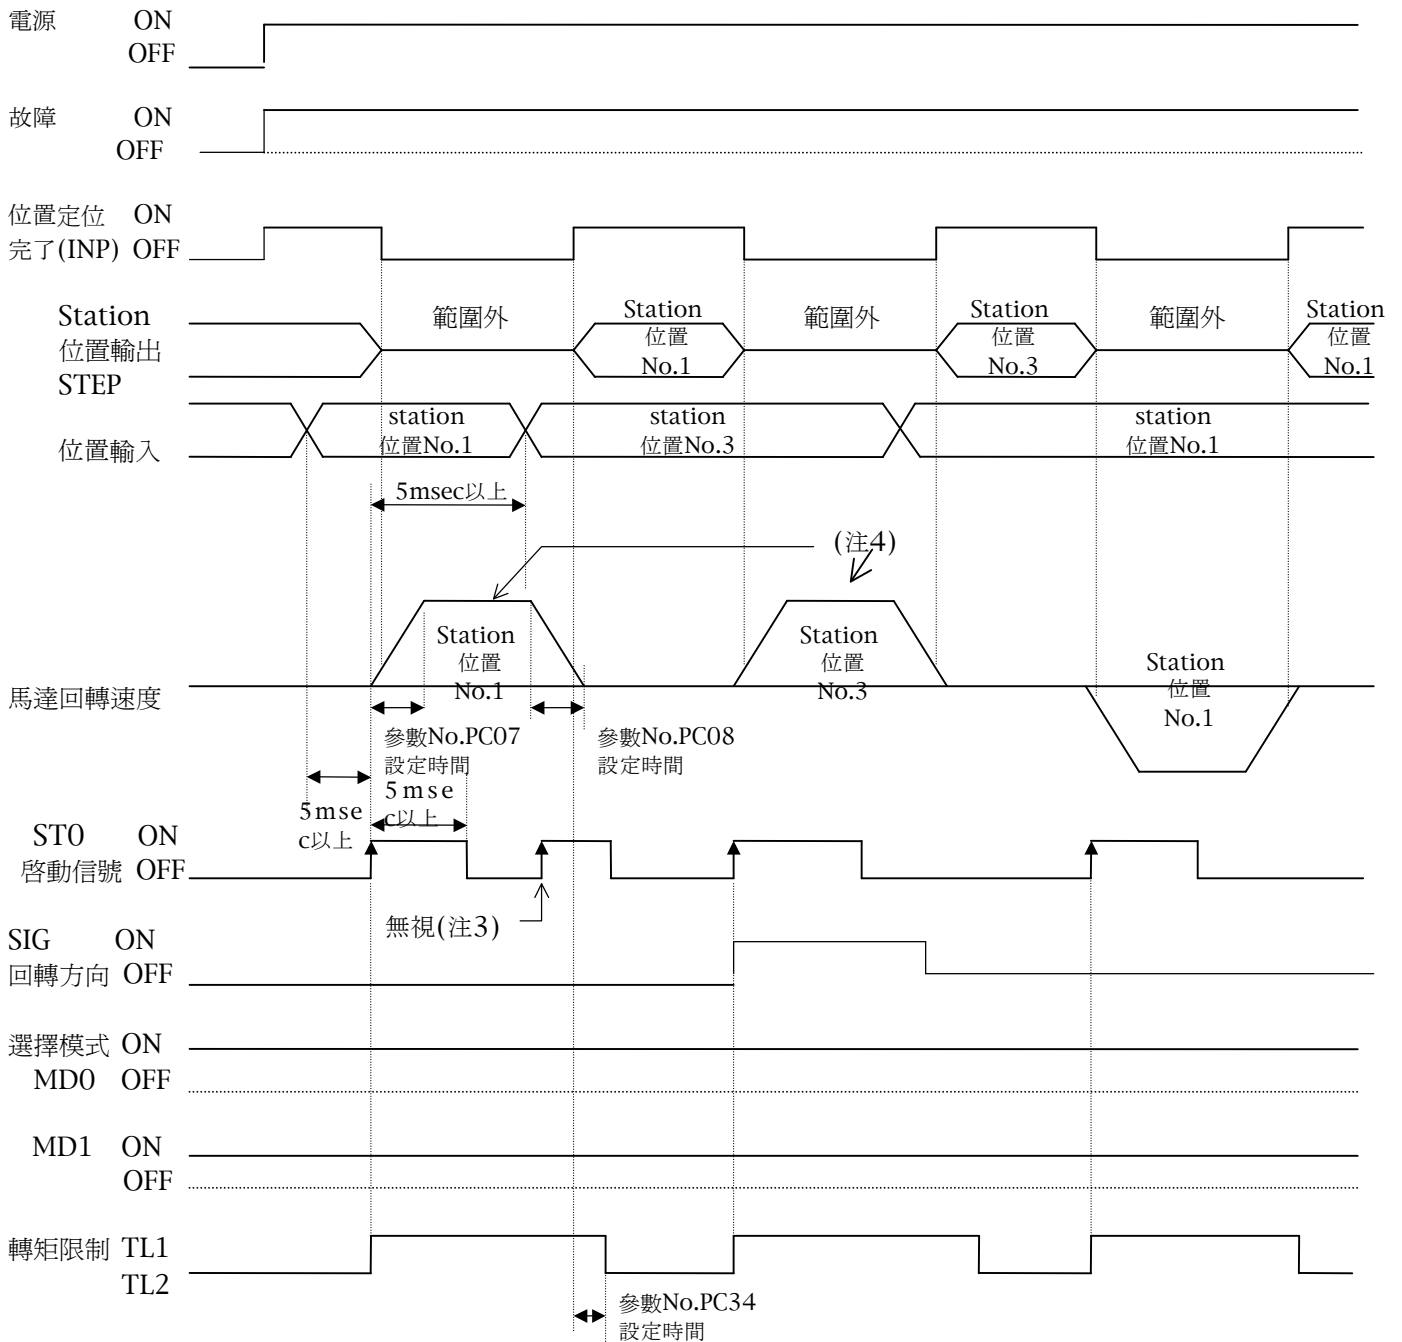 電源 ON
OFF
故障 ON
OFF
位置定位 ON
完了(INP) OFF
Station
位置輸出
STEP
範圍外
Station
位置
No.1
範圍外
Station
位置
No.3
範圍外
Station
位置
No.1
位置輸入
station
位置No.1
station
位置No.3
station
位置No.1
5msec以上
(注4)
馬達回轉速度
Station
位置
No.1
Station
位置
No.3
Station
位置
No.1
參數No.PC07
設定時間
參數No.PC08
設定時間
5mse
c以上
5mse
c以上
ST0 ON
啓動信號 OFF
無視(注3)
SIG ON
回轉方向 OFF
選擇模式 ON
MD0 OFF
MD1 ON
OFF
轉矩限制 TL1
TL2
參數No.PC34
設定時間